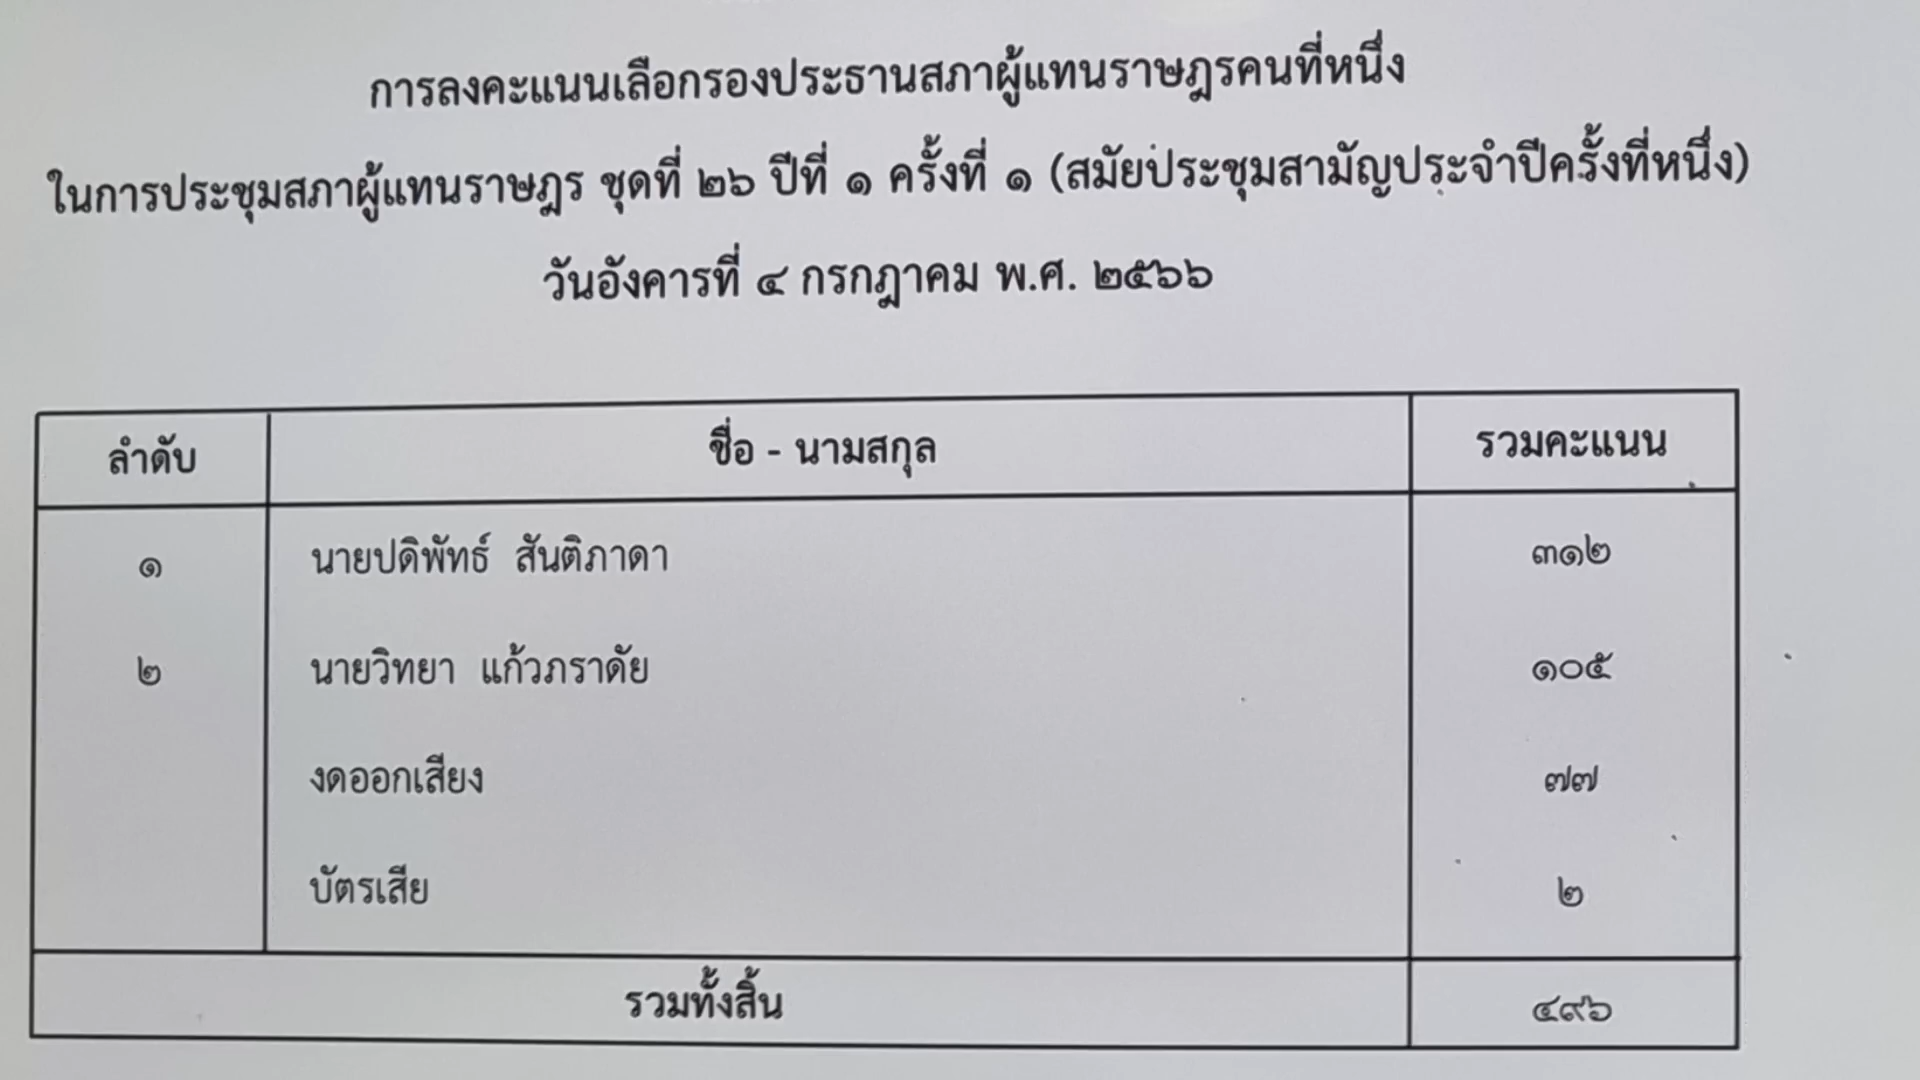 การลงคะแนนเลือกรองประธานสภาผู้แทนราษฎรคนที่หนึ่ง
ในการประชุมสภาผู้แทนราษฎร ชุดที่ ๒๖ ปีที่ ๑ ครั้งที่ ๑ (สมัยประชุมสามัญประจำปีครั้งที่หนึ่ง)
วันอังคารที่ ๔ กรกฎาคม พ.ศ. ๒๕๖๖
ลำดับ ชื่อ - นามสกุล รวมคะแนน
๑ นายปดิพัทธ์ สันติภาดา ๓๑๒
๒ นายวิทยา แก้วภราดัย ๑๐๕
งดออกเสียง ๗๗
บัตรเสีย ๒
รวมทั้งสิ้น ๔๙๖